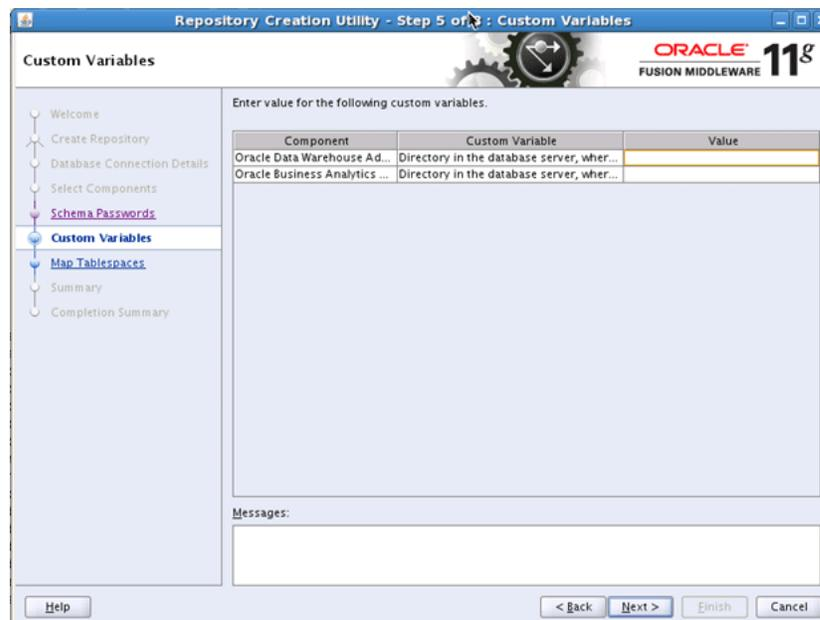 Repository Creation Utility - Step 5 of 8 : Custom Variables
Custom Variables
ORACLE
FUSION MIDDLEWARE 11g
Welcome
Create Repository
Database Connection Details
Select Components
Schema Passwords
Custom Variables
Map Tablespaces
Summary
Completion Summary
Enter value for the following custom variables.
Component Custom Variable Value
Oracle Data Warehouse Ad... Directory in the database server, wher...
Oracle Business Analytics ... Directory in the database server, wher...
Messages:
Help < Back Next > Finish Cancel